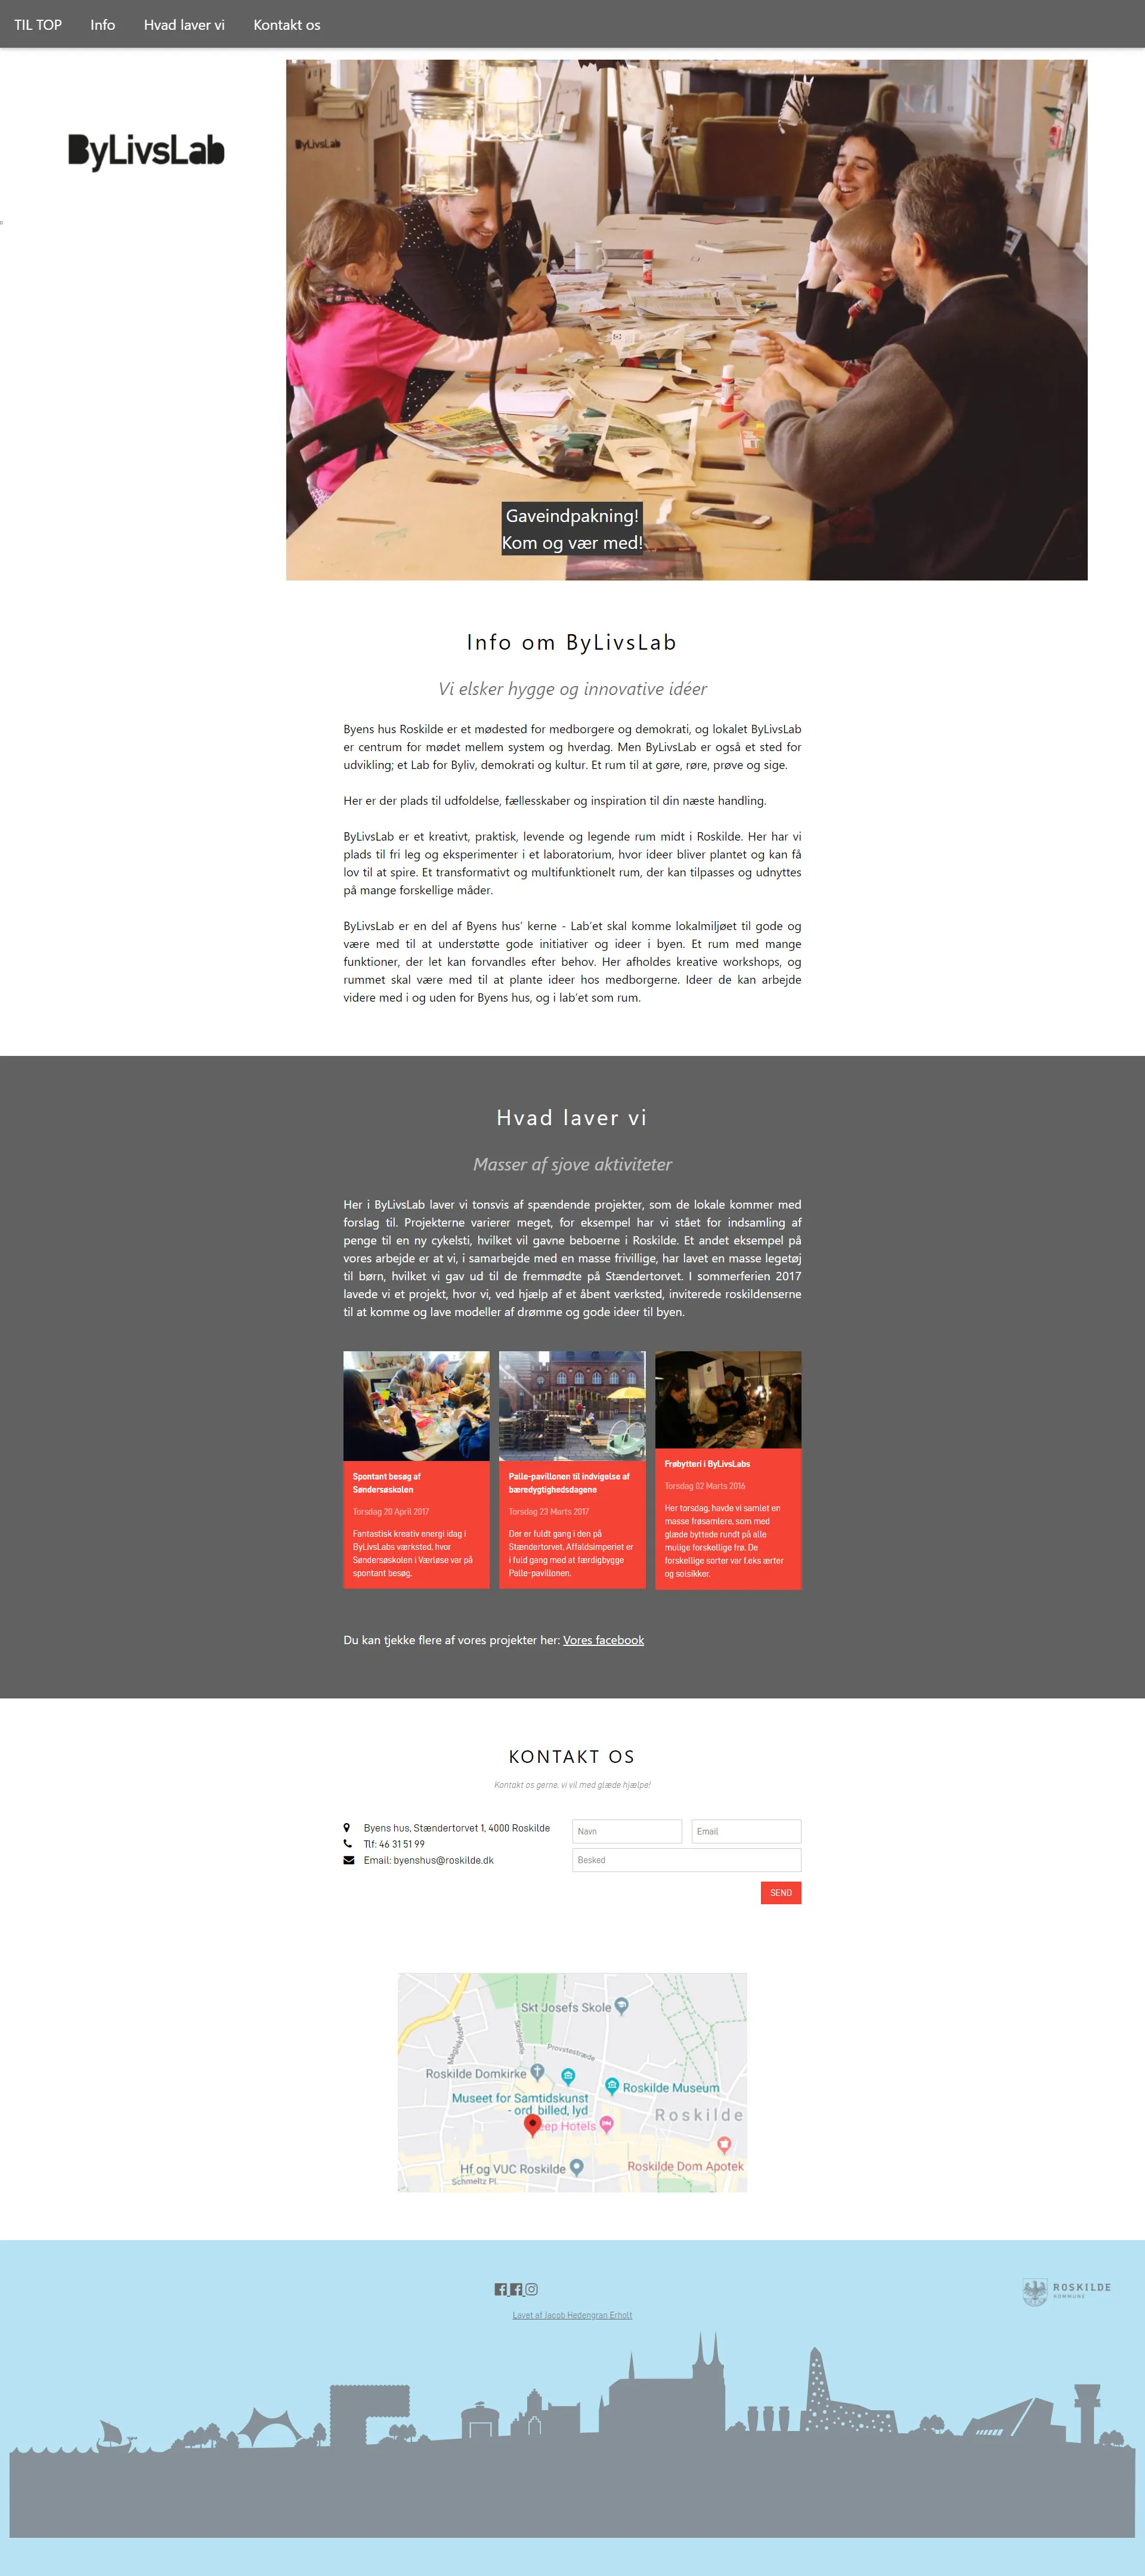 TIL TOP Info Hvad laver vi Kontakt os
ByLivsLab
ByLivsLab
Gaveindpakning!
Kom og vær med!
Info om ByLivsLab
Vi elsker hygge og innovative idéer
Byens hus Roskilde er et mødested for medborgere og demokrati, og lokalet ByLivsLab
er centrum for mødet mellem system og hverdag. Men ByLivsLab er også et sted for
udvikling; et Lab for Byliv, demokrati og kultur. Et rum til at gøre, røre, prøve og sige.
Her er der plads til udfoldelse, fællesskaber og inspiration til din næste handling.
ByLivsLab er et kreativt, praktisk, levende og legende rum midt i Roskilde. Her har vi
plads til fri leg og eksperimenter i et laboratorium, hvor ideer bliver plantet og kan få
lov til at spire. Et transformativt og multifunktionelt rum, der kan tilpasses og udnyttes
på mange forskellige måder.
ByLivsLab er en del af Byens hus' kerne - Lab'et skal komme lokalmiljøet til gode og
være med til at understøtte gode initiativer og ideer i byen. Et rum med mange
funktioner, der let kan forvandles efter behov. Her afholdes kreative workshops, og
rummet skal være med til at plante ideer hos medborgerne. Ideer de kan arbejde
videre med i og uden for Byens hus, og i lab'et som rum.
Hvad laver vi
Masser af sjove aktiviteter
Her i ByLivsLab laver vi tonsvis af spændende projekter, som de lokale kommer med
forslag til. Projekterne varierer meget, for eksempel har vi stået for indsamling af
penge til en ny cykelsti, hvilket vil gavne beboerne i Roskilde. Et andet eksempel på
vores arbejde er at vi, i samarbejde med en masse frivillige, har lavet en masse legetøj
til børn, hvilket vi gav ud til de fremmødte på Stændertorvet. I sommerferien 2017
lavede vi et projekt, hvor vi, ved hjælp af et åbent værksted, inviterede roskildenserne
til at komme og lave modeller af drømme og gode ideer til byen.
Spontant besøg af
Søndersøskolen
Torsdag 20 April 2017
Fantastisk kreativ energi idag i
ByLivsLabs værksted, hvor
Søndersøskolen i Værløse var på
spontant besøg.
Palle-pavillonen til indvigelse af
bæredygtighedsdagene
Torsdag 23 Marts 2017
Der er fuldt gang i den på
Stændertorvet, Affaldsimperiet er
i fuld gang med at færdigbygge
Palle-pavillonen.
Frøbytteri i ByLivsLabs
Torsdag 02 Marts 2016
Her torsdag, havde vi samlet en
masse frøsamlere, som med
glæde byttede rundt på alle
mulige forskellige frø. De
forskellige sorter var f.eks ærter
og solsikker.
Du kan tjekke flere af vores projekter her: Vores facebook
KONTAKT OS
Kontakt os gerne, vi vil med glæde hjælpe!
Byens hus, Stændertorvet 1, 4000 Roskilde
Tlf: 46 31 51 99
Email: byenshus@roskilde.dk
Navn Email
Besked
SEND
Skt Josefs Skole
Maglekildevej
Skolegade
Provstestræde
Roskilde Domkirke
Roskilde Museum
Museet for Samtidskunst
- ord, billed, lyd
Roskilde
eep Hotels
Hf og VUC Roskilde
Roskilde Dom Apotek
Schmeltz Pl.
ROSKILDE
KOMMUNE
Lavet af Jacob Hedengran Erholt